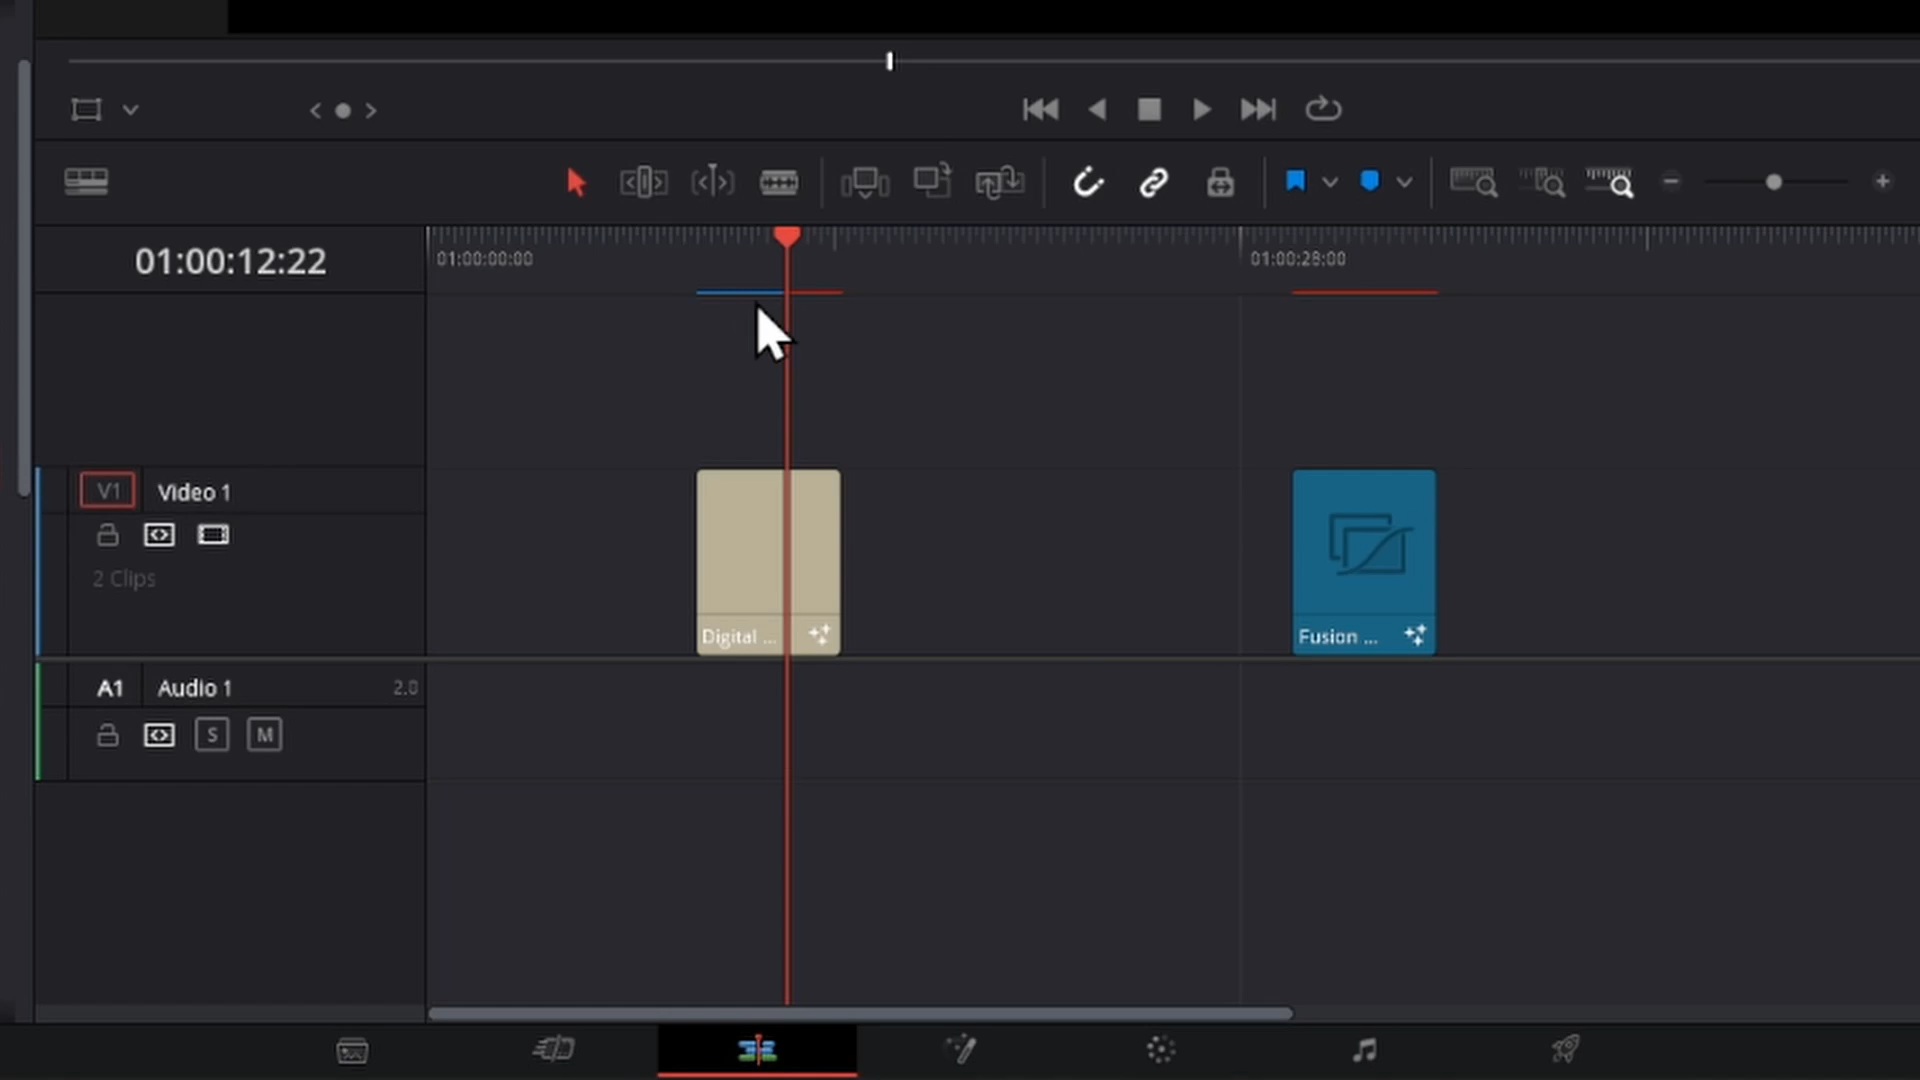 01:00:12:22
01:00:00:00
01:00:28:00
V1 Video 1
2 Clips
Digital ...
Fusion ...
A1 Audio 1 2.0
S M